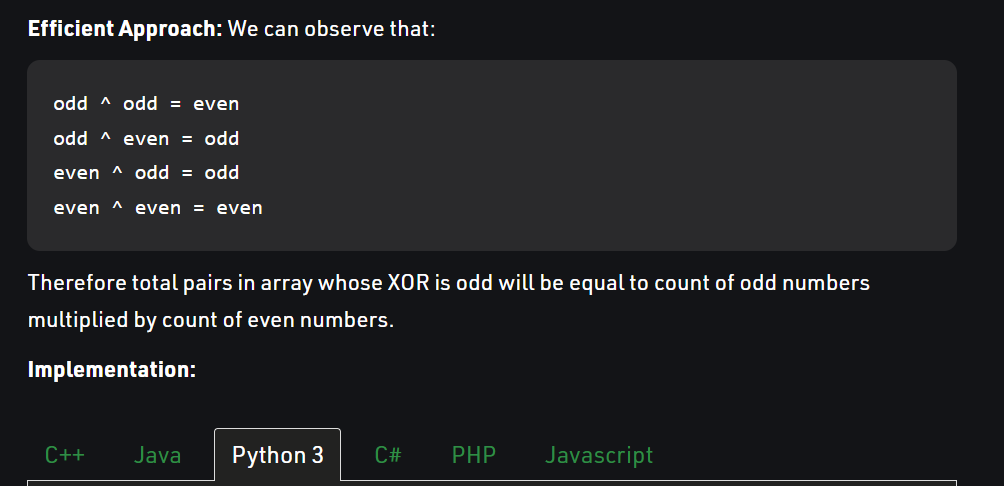 Efficient Approach: We can observe that:
odd ^ odd = even
odd ^ even = odd
even ^ odd = odd
even ^ even = even
Therefore total pairs in array whose XOR is odd will be equal to count of odd numbers
multiplied by count of even numbers.
Implementation:
C++ Java Python 3 C# PHP Javascript